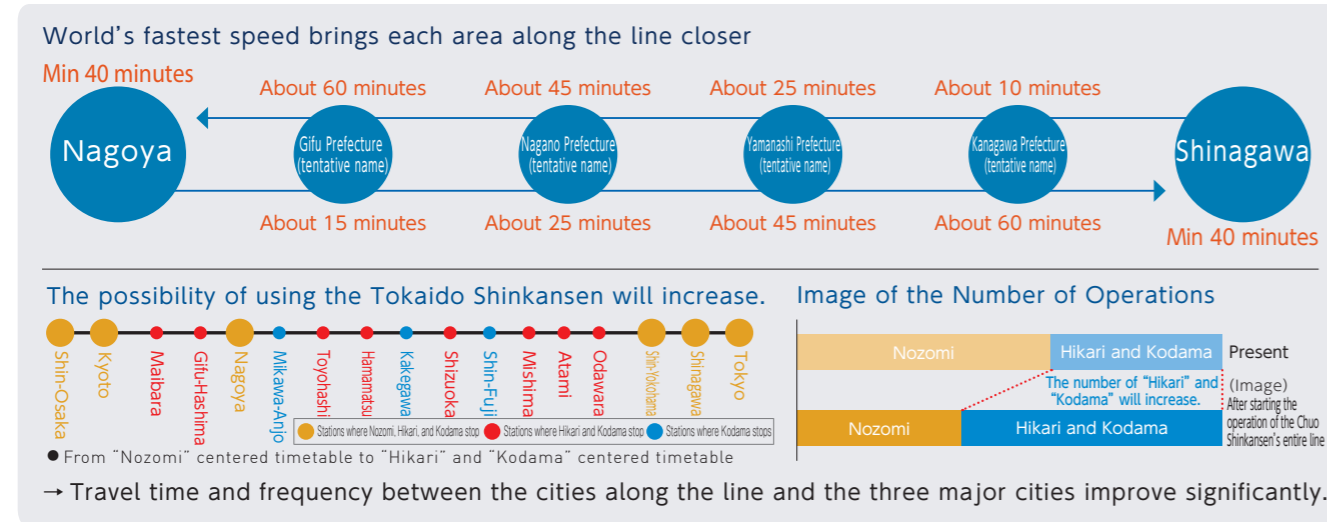 World's fastest speed brings each area along the line closer
Min 40 minutes
About 60 minutes
About 45 minutes
About 25 minutes
About 10 minutes
Nagoya
Gifu Prefecture
(tentative name)
Nagano Prefecture
(tentative name)
Yamanashi Prefecture
(tentative name)
Kanagawa Prefecture
(tentative name)
Shinagawa
About 15 minutes
About 25 minutes
About 45 minutes
About 60 minutes
Min 40 minutes
The possibility of using the Tokaido Shinkansen will increase.
Shin-Osaka
Kyoto
Maibara
Gifu-Hashima
Nagoya
Mikawa-Anjo
Toyohashi
Hamamatsu
Kakegawa
Shizuoka
Shin-Fuji
Mishima
Atami
Odawara
Shin-Yokohama
Shinagawa
Tokyo
Stations where Nozomi, Hikari, and Kodama stop
Stations where Hikari and Kodama stop
Stations where Kodama stops
● From "Nozomi" centered timetable to "Hikari" and "Kodama" centered timetable
Image of the Number of Operations
Nozomi
Hikari and Kodama
Present
The number of "Hikari" and
"Kodama" will increase.
(Image)
After starting the
operation of the Chuo
Shinkansen's entire line
Nozomi
Hikari and Kodama
→ Travel time and frequency between the cities along the line and the three major cities improve significantly.